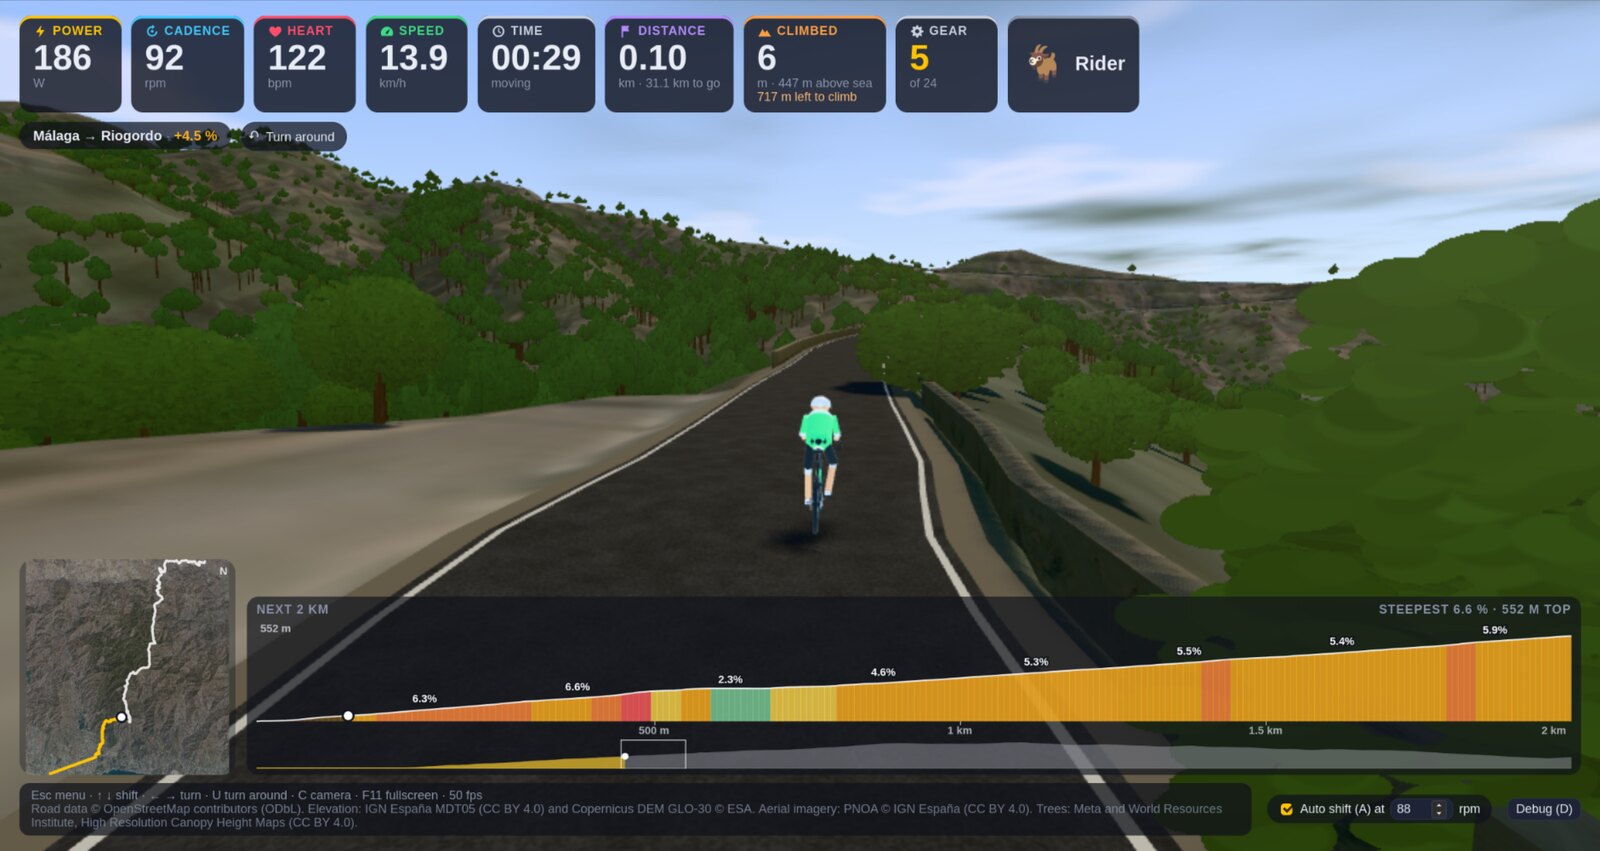 POWER
186
W
CADENCE
92
rpm
HEART
122
bpm
SPEED
13.9
km/h
TIME
00:29
moving
DISTANCE
0.10
km · 31.1 km to go
CLIMBED
6
m · 447 m above sea
717 m left to climb
GEAR
5
of 24
Rider
Málaga → Riogordo +4.5 %
Turn around
N
NEXT 2 KM
STEEPEST 6.6 % · 552 M TOP
552 m
6.3%
6.6%
2.3%
4.6%
5.3%
5.5%
5.4%
5.9%
500 m
1 km
1.5 km
2 km
Esc menu · ↑ ↓ shift · ← → turn · U turn around · C camera · F11 fullscreen · 50 fps
Road data © OpenStreetMap contributors (ODbL). Elevation: IGN España MDT05 (CC BY 4.0) and Copernicus DEM GLO-30 © ESA. Aerial imagery: PNOA © IGN España (CC BY 4.0). Trees: Meta and World Resources
Institute, High Resolution Canopy Height Maps (CC BY 4.0).
Auto shift (A) at 88 rpm
Debug (D)